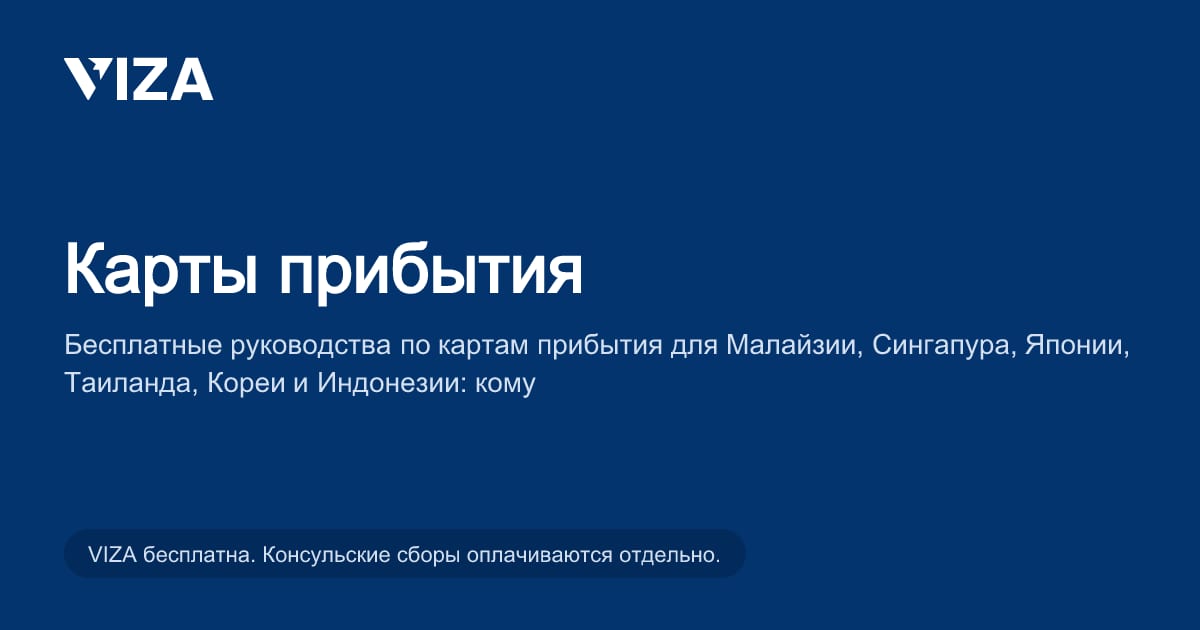 VIZA
Карты прибытия
Бесплатные руководства по картам прибытия для Малайзии, Сингапура, Японии,
Таиланда, Кореи и Индонезии: кому
VIZA бесплатна. Консульские сборы оплачиваются отдельно.